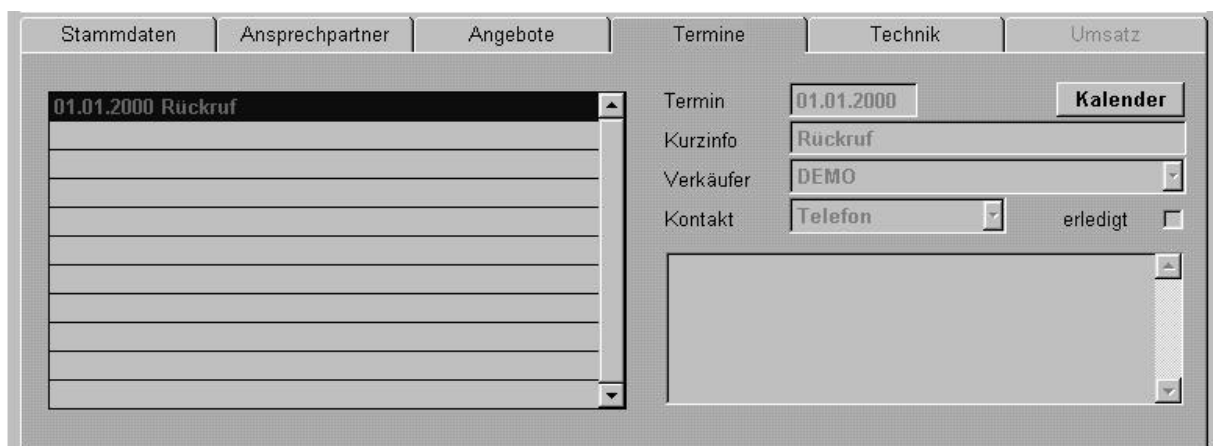 Stammdaten Ansprechpartner Angebote Termine Technik Umsatz
01.01.2000 Rückruf
Termin 01.01.2000 Kalender
Kurzinfo Rückruf
Verkäufer DEMO
Kontakt Telefon erledigt